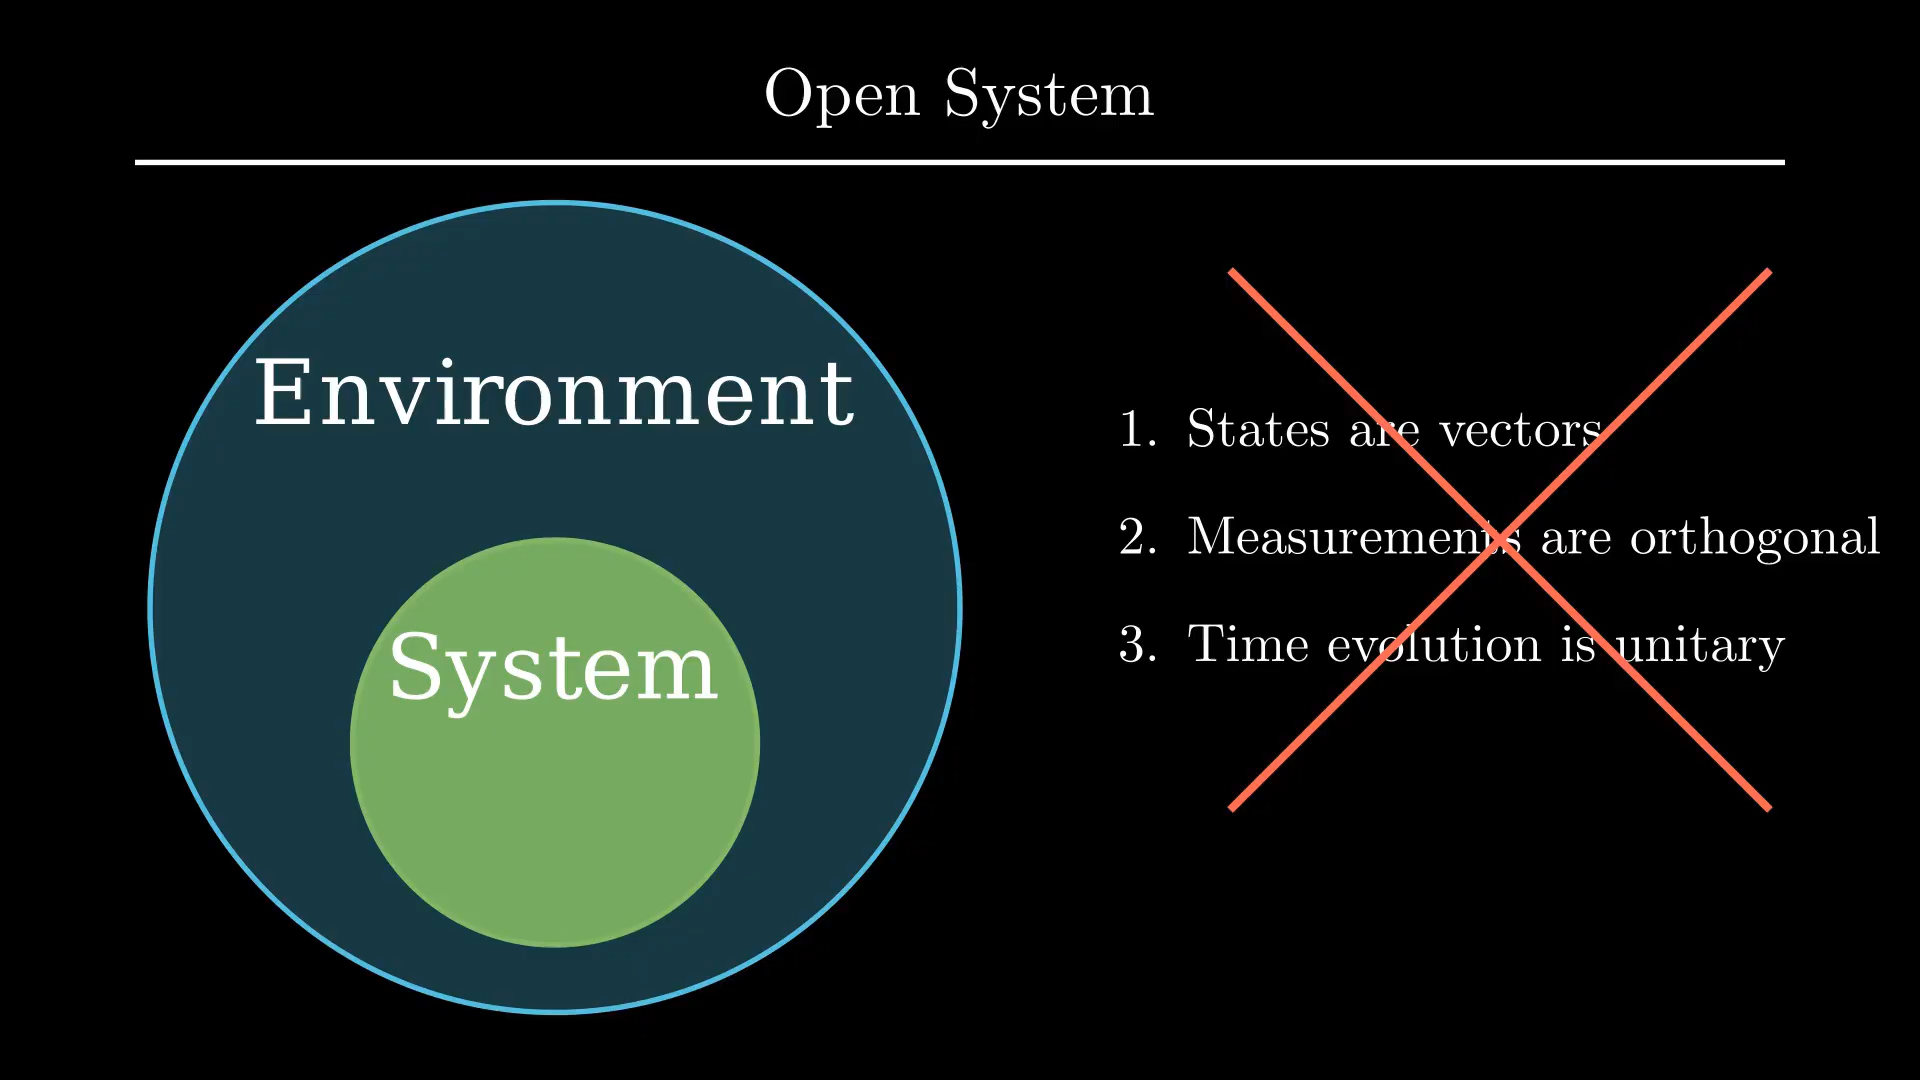 Open System
Environment
System
1. States are vectors
2. Measurements are orthogonal
3. Time evolution is unitary